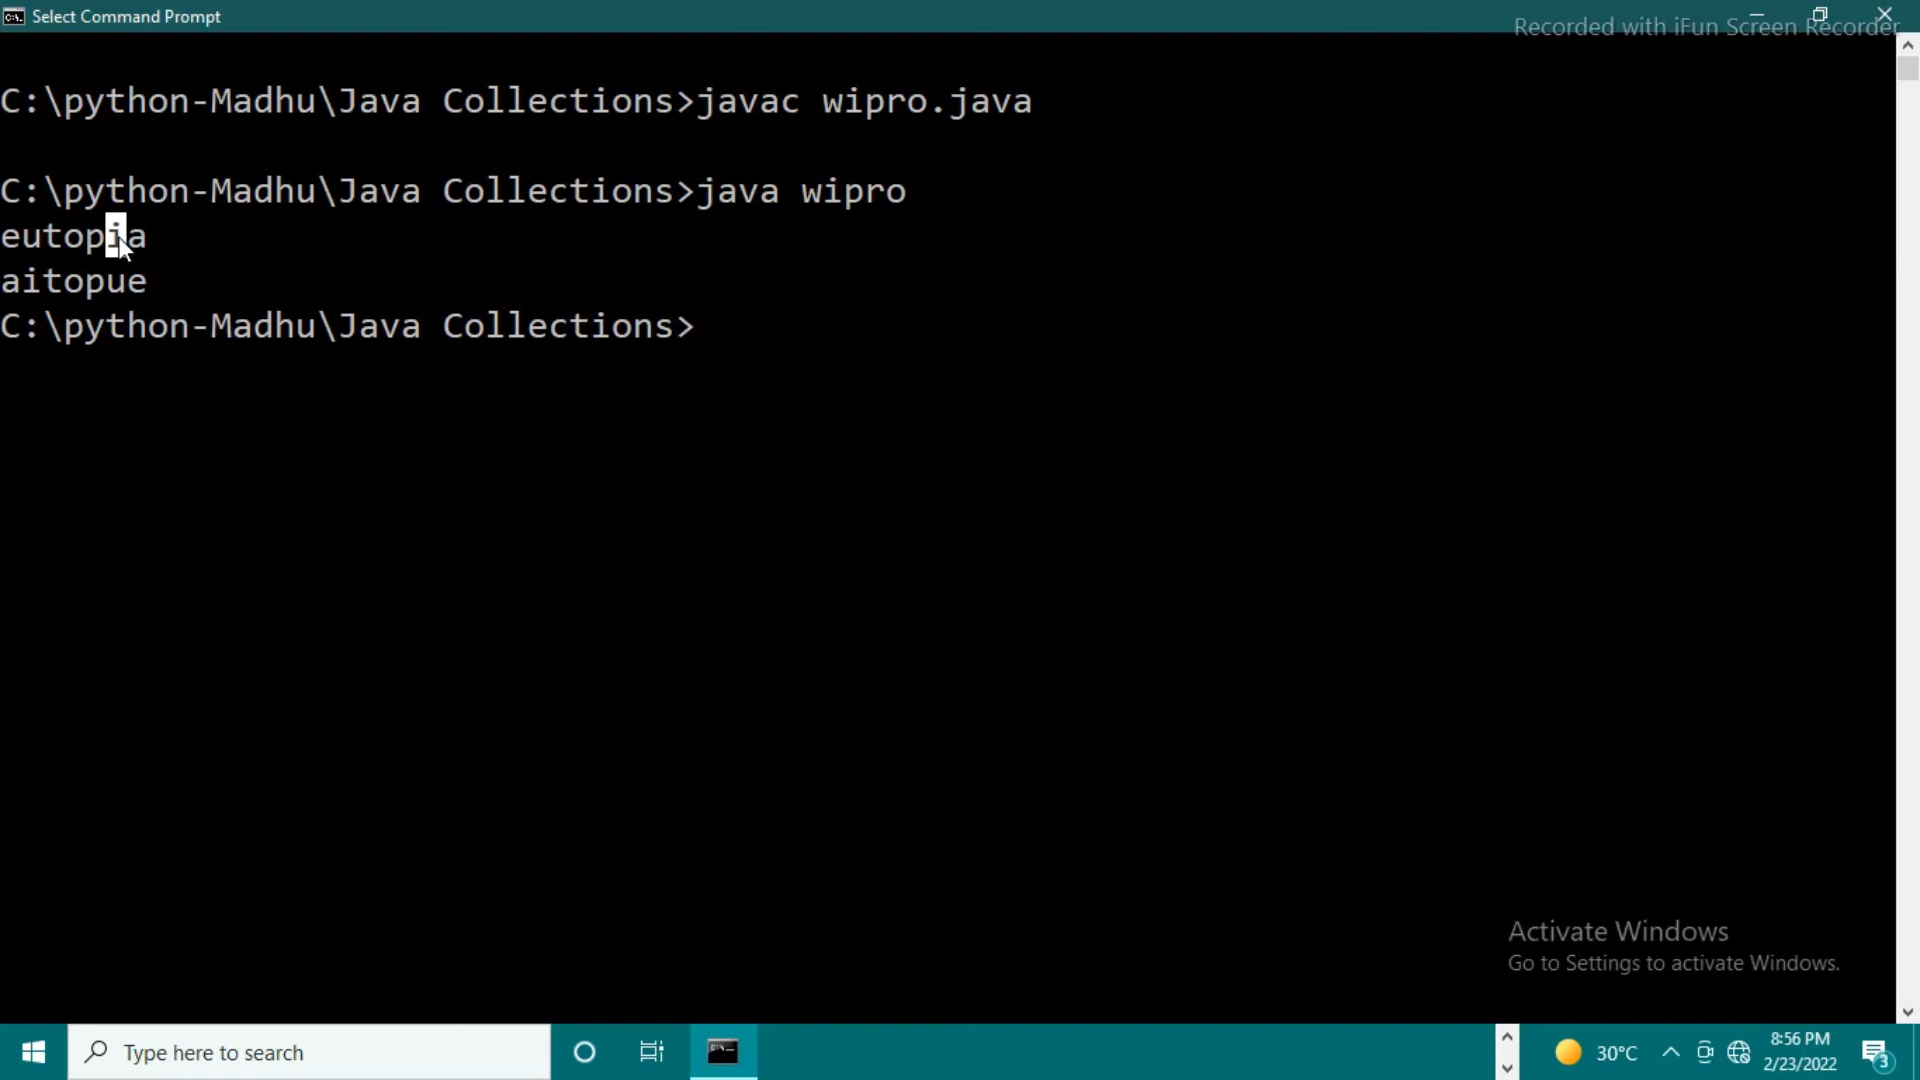 Select Command Prompt
Recorded with iFun Screen Recorder
C:\python-Madhu\Java Collections>javac wipro.java
C:\python-Madhu\Java Collections>java wipro
eutopia
aitopue
C:\python-Madhu\Java Collections>
Activate Windows
Go to Settings to activate Windows.
Type here to search
30°C
8:56 PM
2/23/2022
3